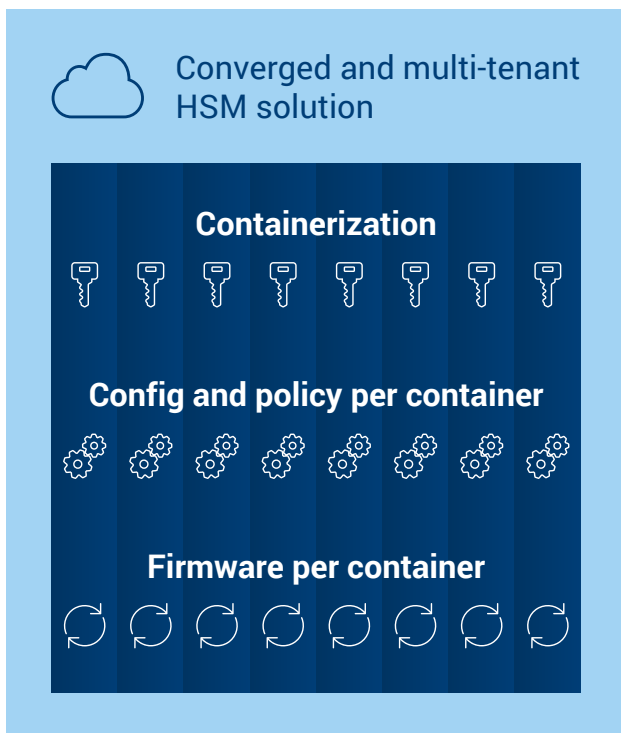 Converged and multi-tenant
HSM solution
Containerization
Config and policy per container
Firmware per container